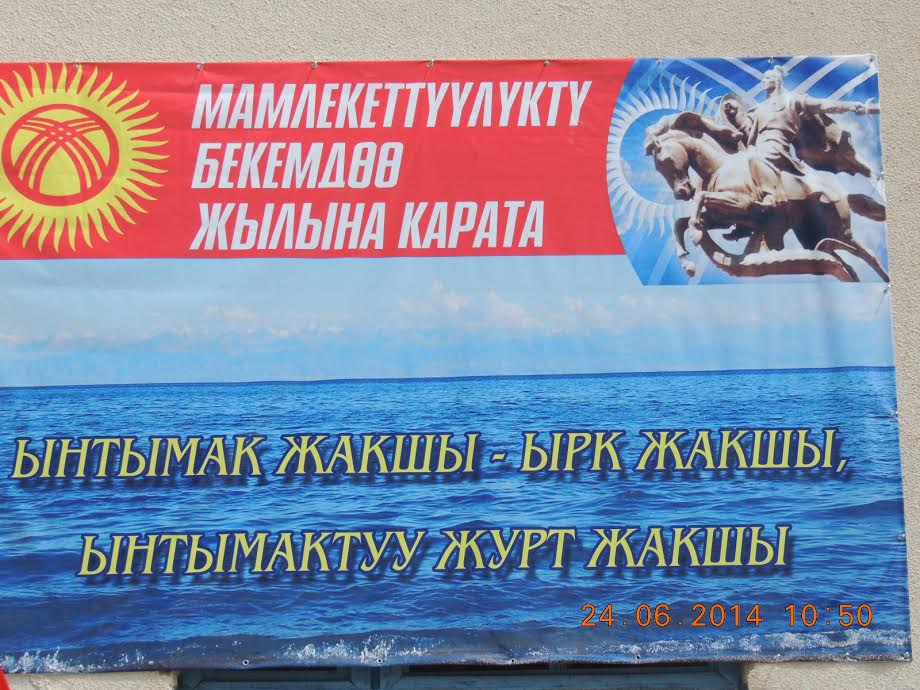 МАМЛЕКЕТТҮҮЛҮКТҮ
БЕКЕМДӨӨ
ЖЫЛЫНА КАРАТА
ЫНТЫМАК ЖАКШЫ - ЫРК ЖАКШЫ,
ЫНТЫМАКТУУ ЖУРТ ЖАКШЫ
24.06.2014 10:50